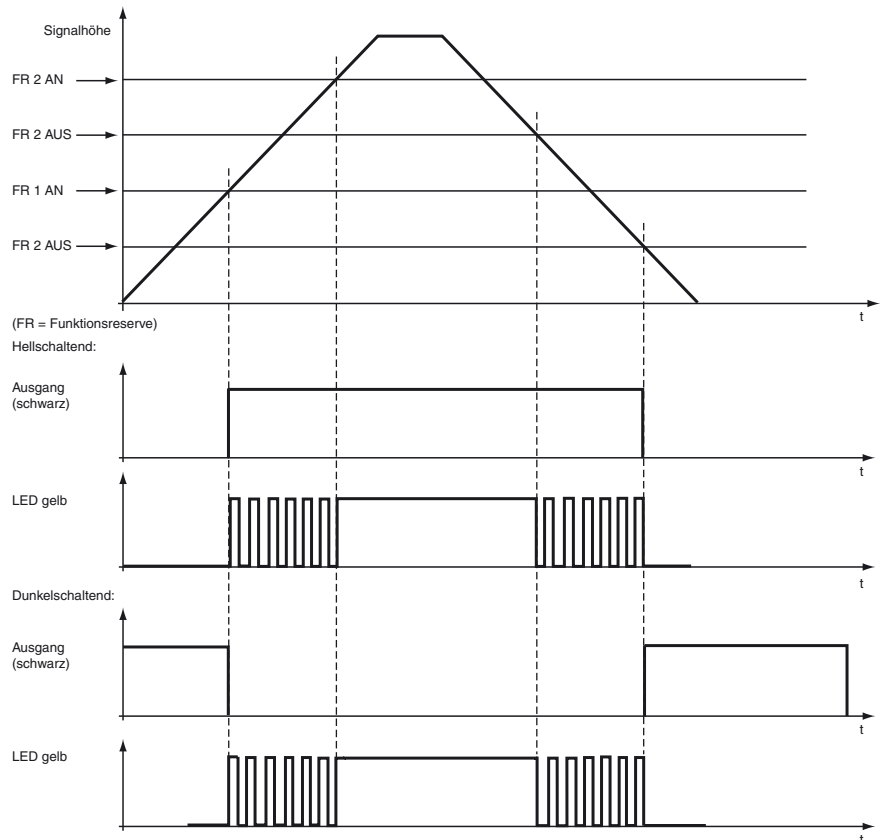 Signalhöhe
FR 2 AN
FR 2 AUS
FR 1 AN
FR 2 AUS
t
(FR = Funktionsreserve)
Hellschaltend:
Ausgang
(schwarz)
t
LED gelb
t
Dunkelschaltend:
Ausgang
(schwarz)
t
LED gelb
t